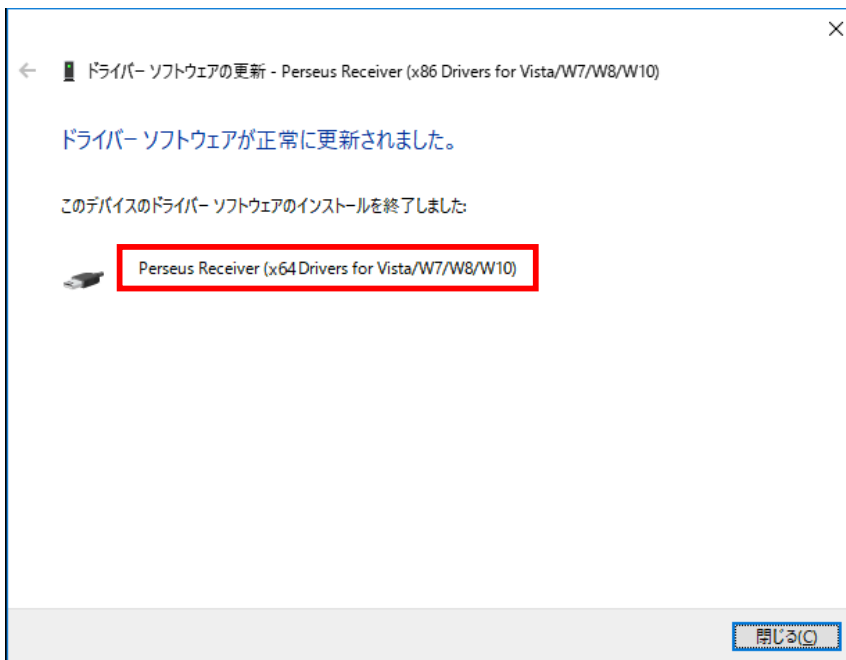 ドライバー ソフトウェアの更新 - Perseus Receiver (x86 Drivers for Vista/W7/W8/W10)
ドライバー ソフトウェアが正常に更新されました。
このデバイスのドライバー ソフトウェアのインストールを終了しました:
Perseus Receiver (x64 Drivers for Vista/W7/W8/W10)
閉じる(C)